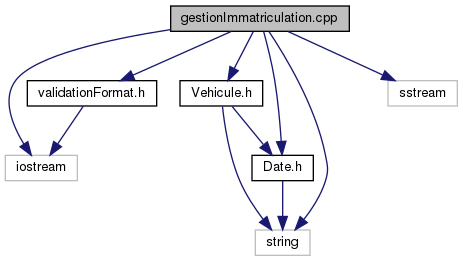 gestionImmatriculation.cpp
validationFormat.h
Vehicule.h
sstream
iostream
Date.h
string